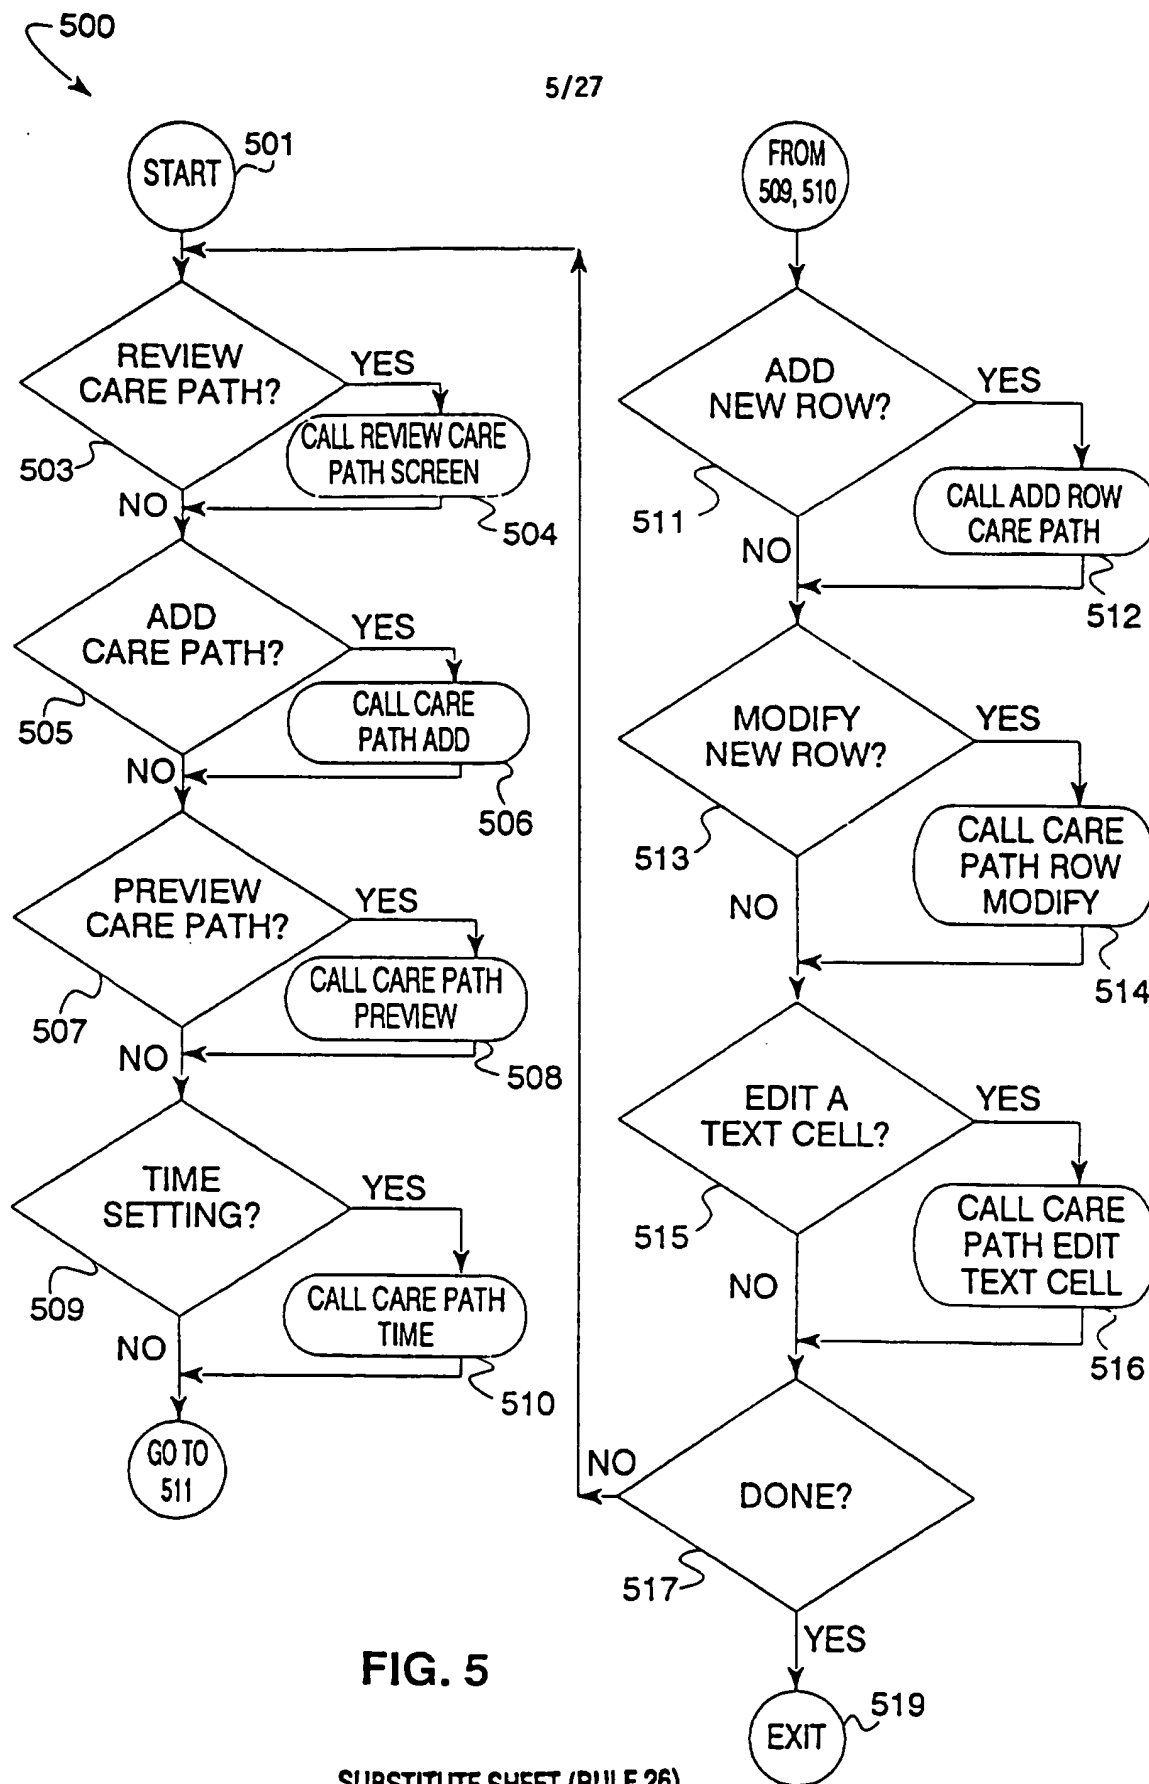 500
5/27
START
501
REVIEW
CARE PATH?
YES
503
CALL REVIEW CARE
PATH SCREEN
NO
504
ADD
CARE PATH?
YES
505
CALL CARE
PATH ADD
NO
506
PREVIEW
CARE PATH?
YES
507
CALL CARE PATH
PREVIEW
NO
508
TIME
SETTING?
YES
509
CALL CARE PATH
TIME
NO
510
GO TO
511
FROM
509, 510
ADD
NEW ROW?
YES
511
CALL ADD ROW
CARE PATH
NO
512
MODIFY
NEW ROW?
YES
513
CALL CARE
PATH ROW
MODIFY
NO
514
EDIT A
TEXT CELL?
YES
515
CALL CARE
PATH EDIT
TEXT CELL
NO
516
NO
DONE?
517
YES
519
EXIT
FIG. 5
SUBSTITUTE SHEET (RULE 26)